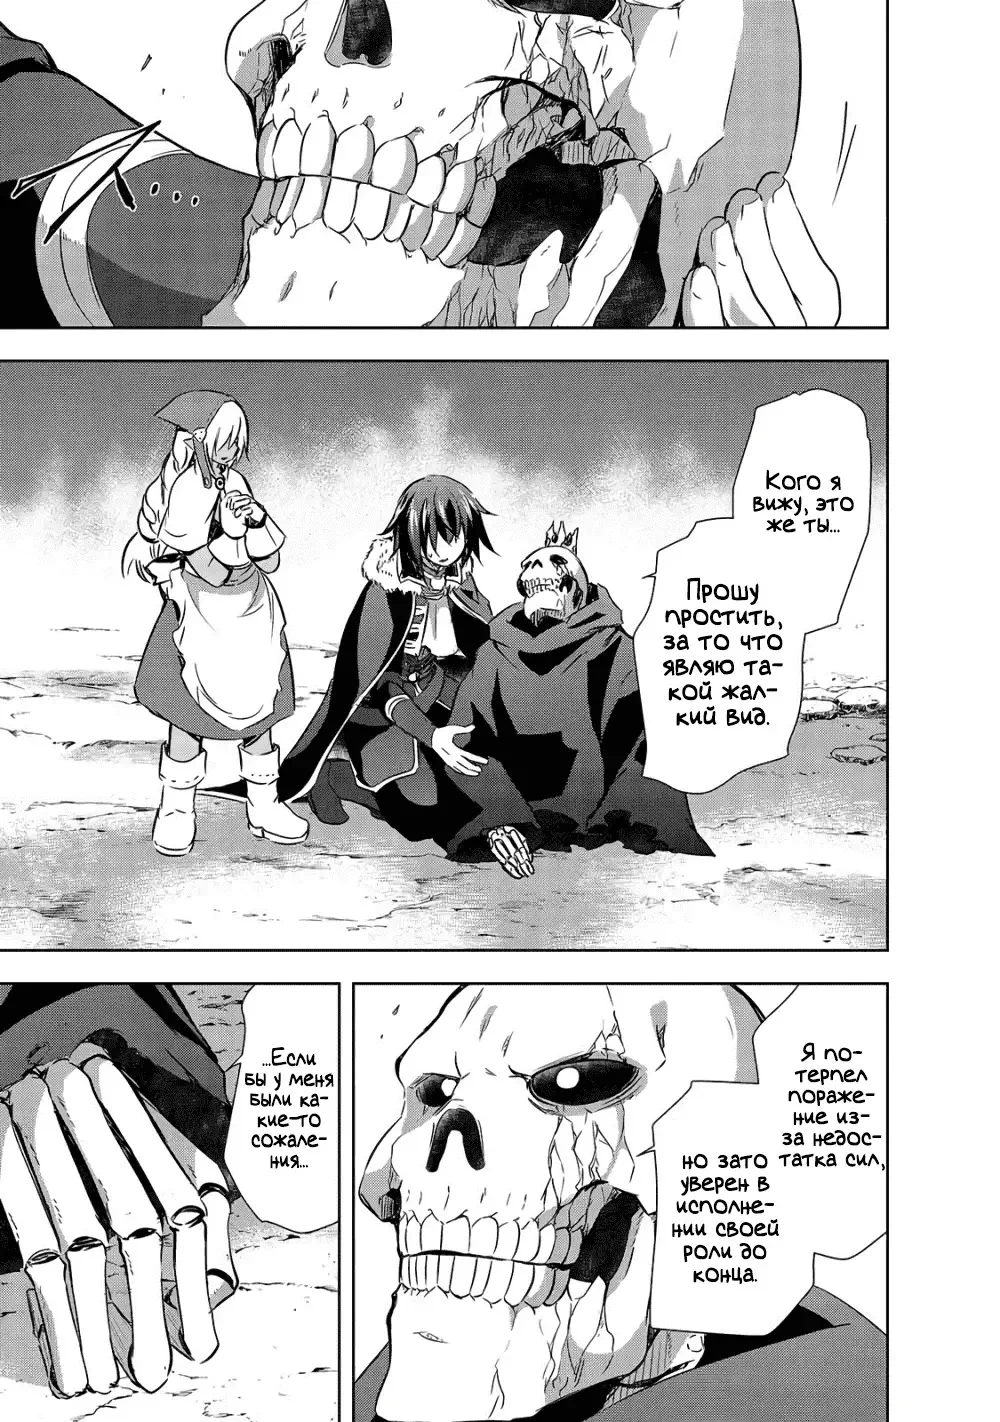 Кого я
вижу, это
же ты...
Прошу
простить,
за то что
являю та-
кой жал-
кий вид.
Я по-
терпел
пораже-
ние из-
за недос-
татка сил,
но зато
уверен в
исполне-
нии своей
роли до
конца.
...Если
бы у меня
были ка-
кие-то
сожале-
ния...